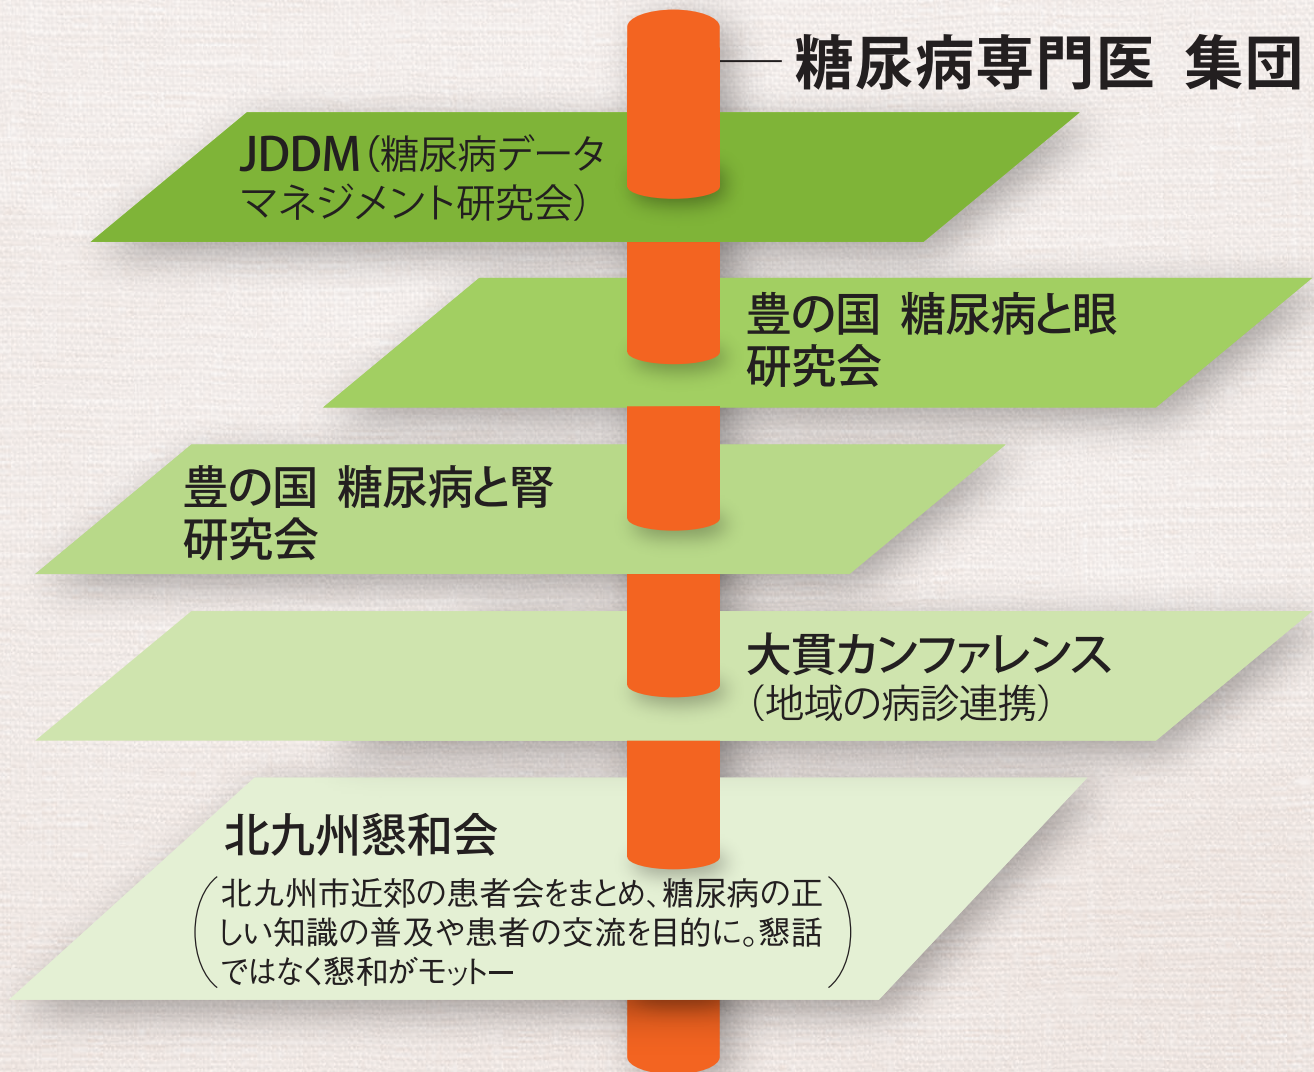 糖尿病専門医 集団
JDDM(糖尿病データ
マネジメント研究会)
豊の国 糖尿病と眼
研究会
豊の国 糖尿病と腎
研究会
大貫カンファレンス
(地域の病診連携)
北九州懇和会
(北九州市近郊の患者会をまとめ、糖尿病の正
しい知識の普及や患者の交流を目的に。懇話
ではなく懇和がモットー)